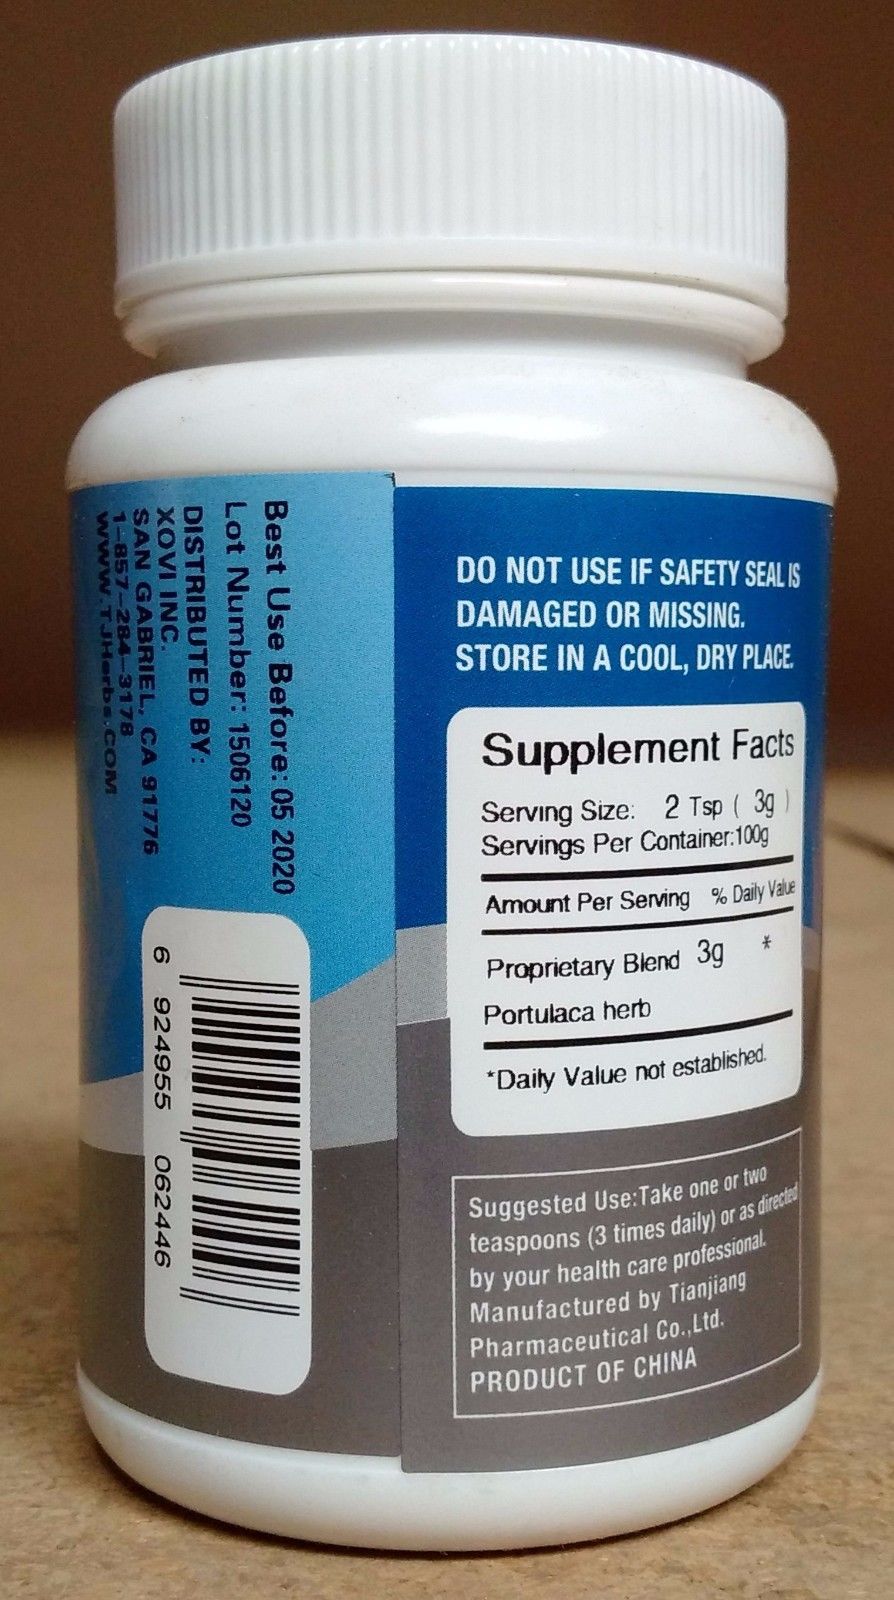 Best Use Before: 05 2020
Lot Number: 1506120
DISTRIBUTED BY:
XOVI INC.
SAN GABRIEL, CA 91776
1-857-284-3178
WWW.TJHerbs.COM
6 924955 062446
DO NOT USE IF SAFETY SEAL IS
DAMAGED OR MISSING.
STORE IN A COOL, DRY PLACE.
Supplement Facts
Serving Size: 2 Tsp ( 3g )
Servings Per Container:100g
Amount Per Serving % Daily Value
Proprietary Blend 3g *
Portulaca herb
*Daily Value not established.
Suggested Use:Take one or two
teaspoons (3 times daily) or as directed
by your health care professional.
Manufactured by Tianjiang
Pharmaceutical Co.,Ltd.
PRODUCT OF CHINA